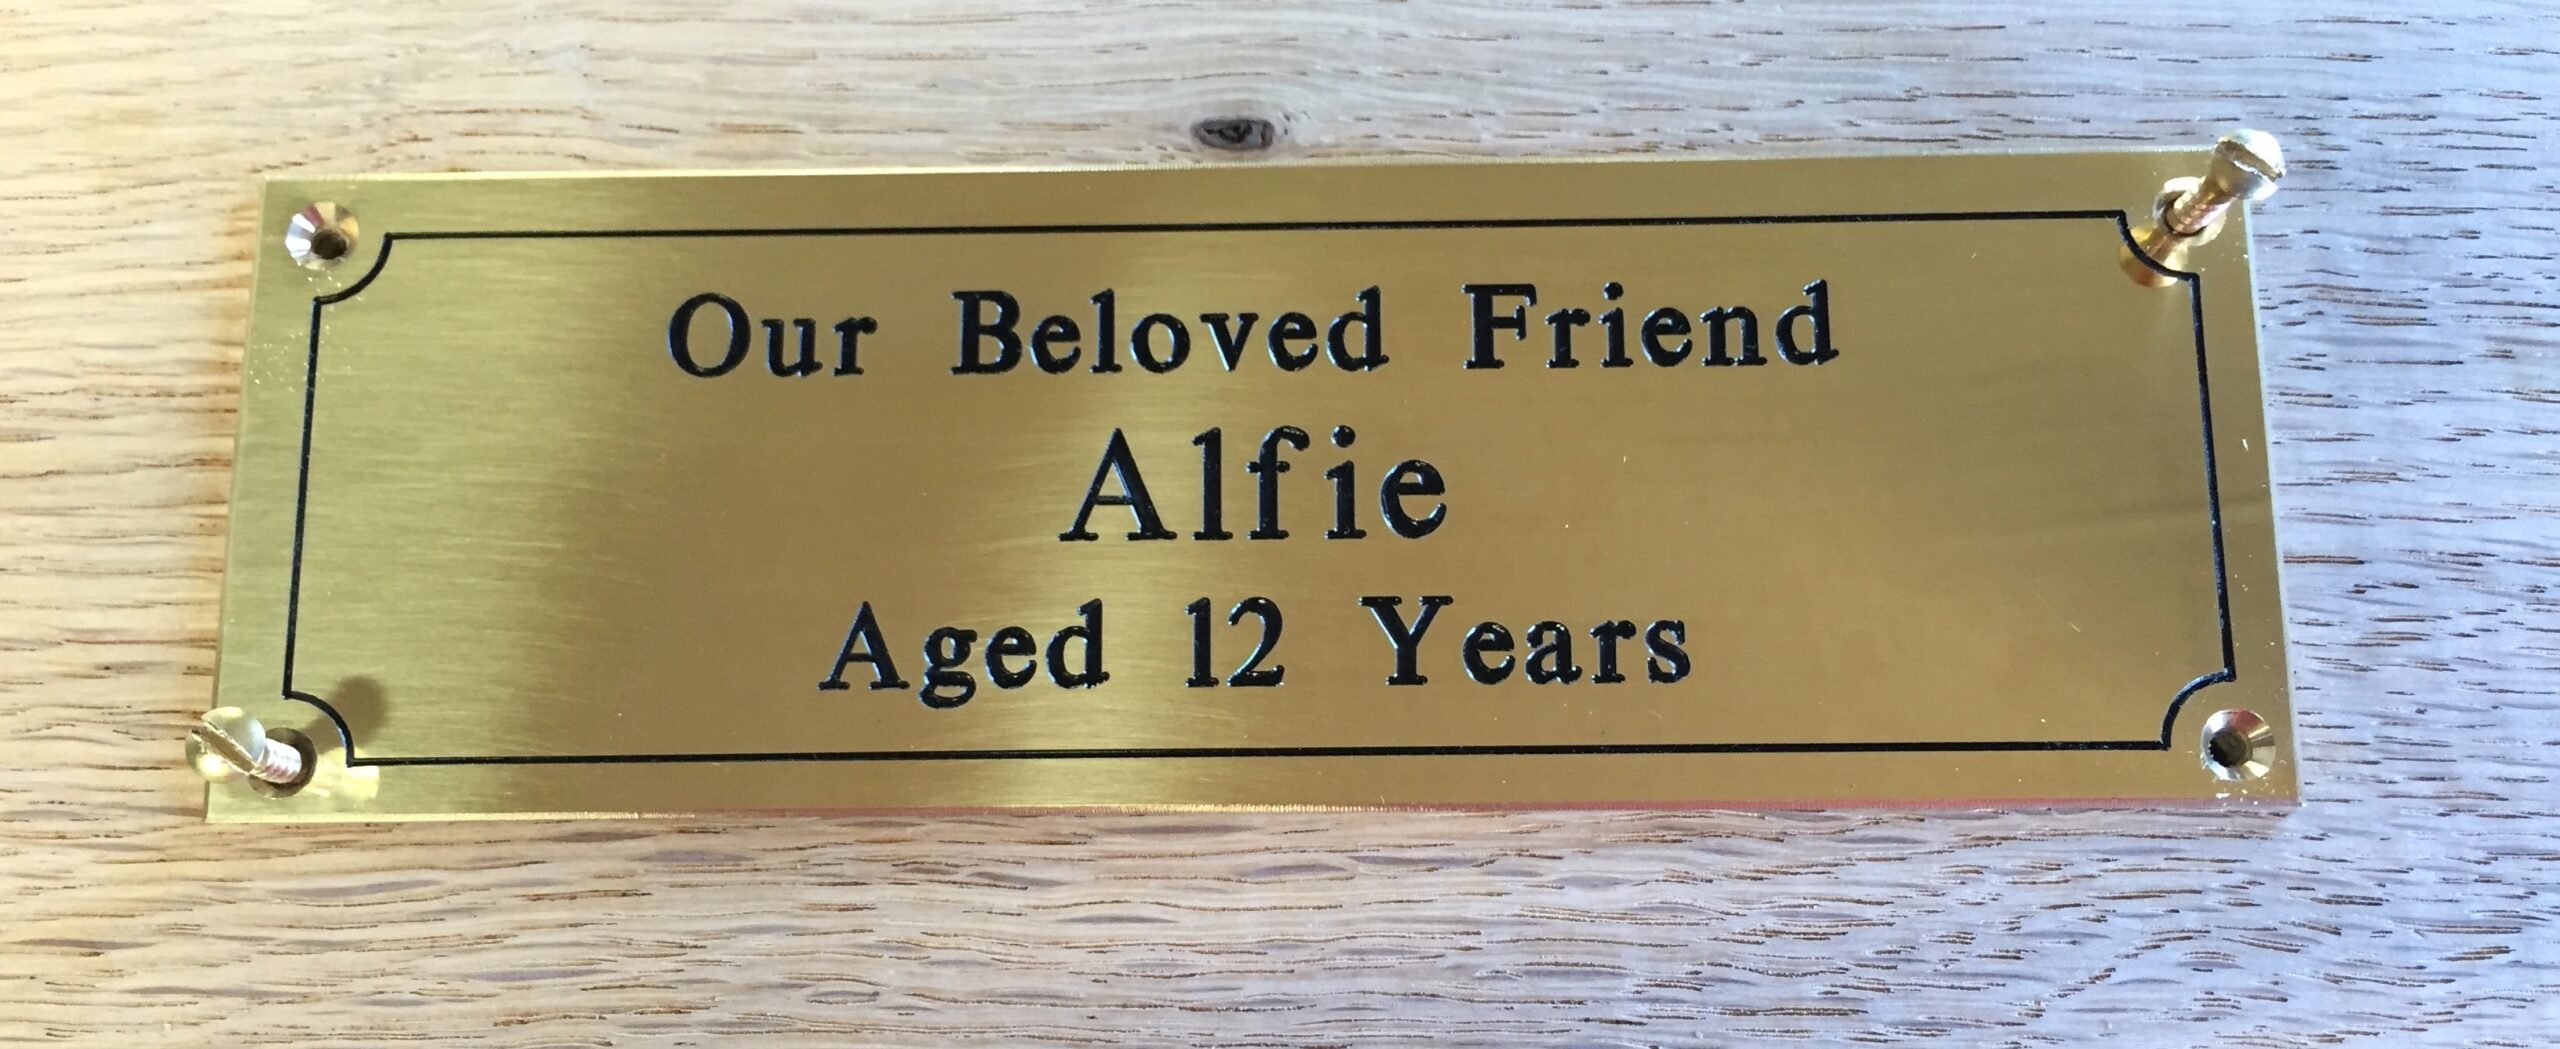 Our Beloved Friend
Alfie
Aged 12 Years